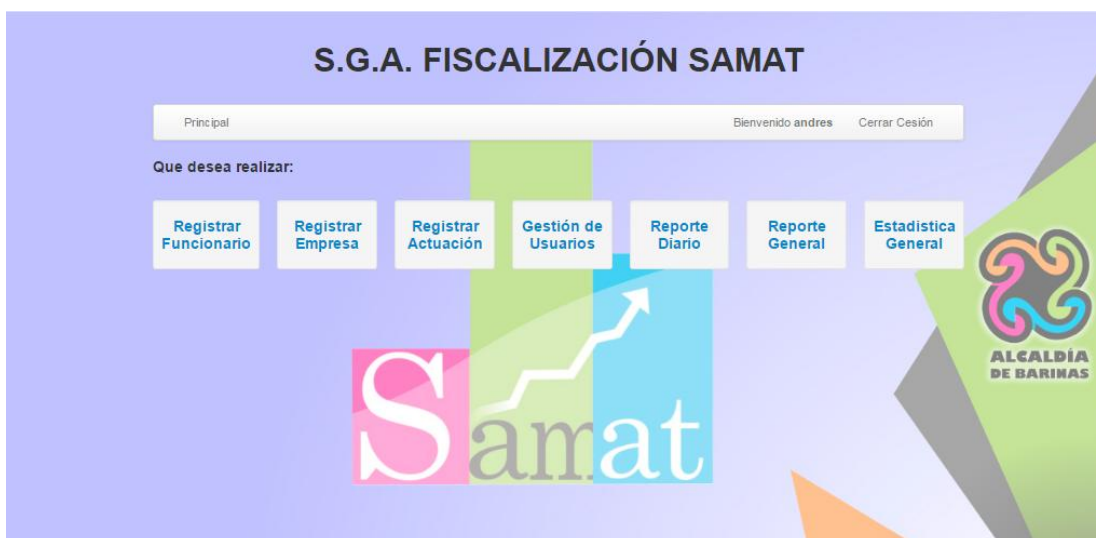 S.G.A. FISCALIZACIÓN SAMAT
Principal
Bienvenido andres
Cerrar Cesión
Que desea realizar:
Registrar
Funcionario
Registrar
Empresa
Registrar
Actuación
Gestión de
Usuarios
Reporte
Diario
Reporte
General
Estadistica
General
Samat
ALCALDÍA
DE BARINAS